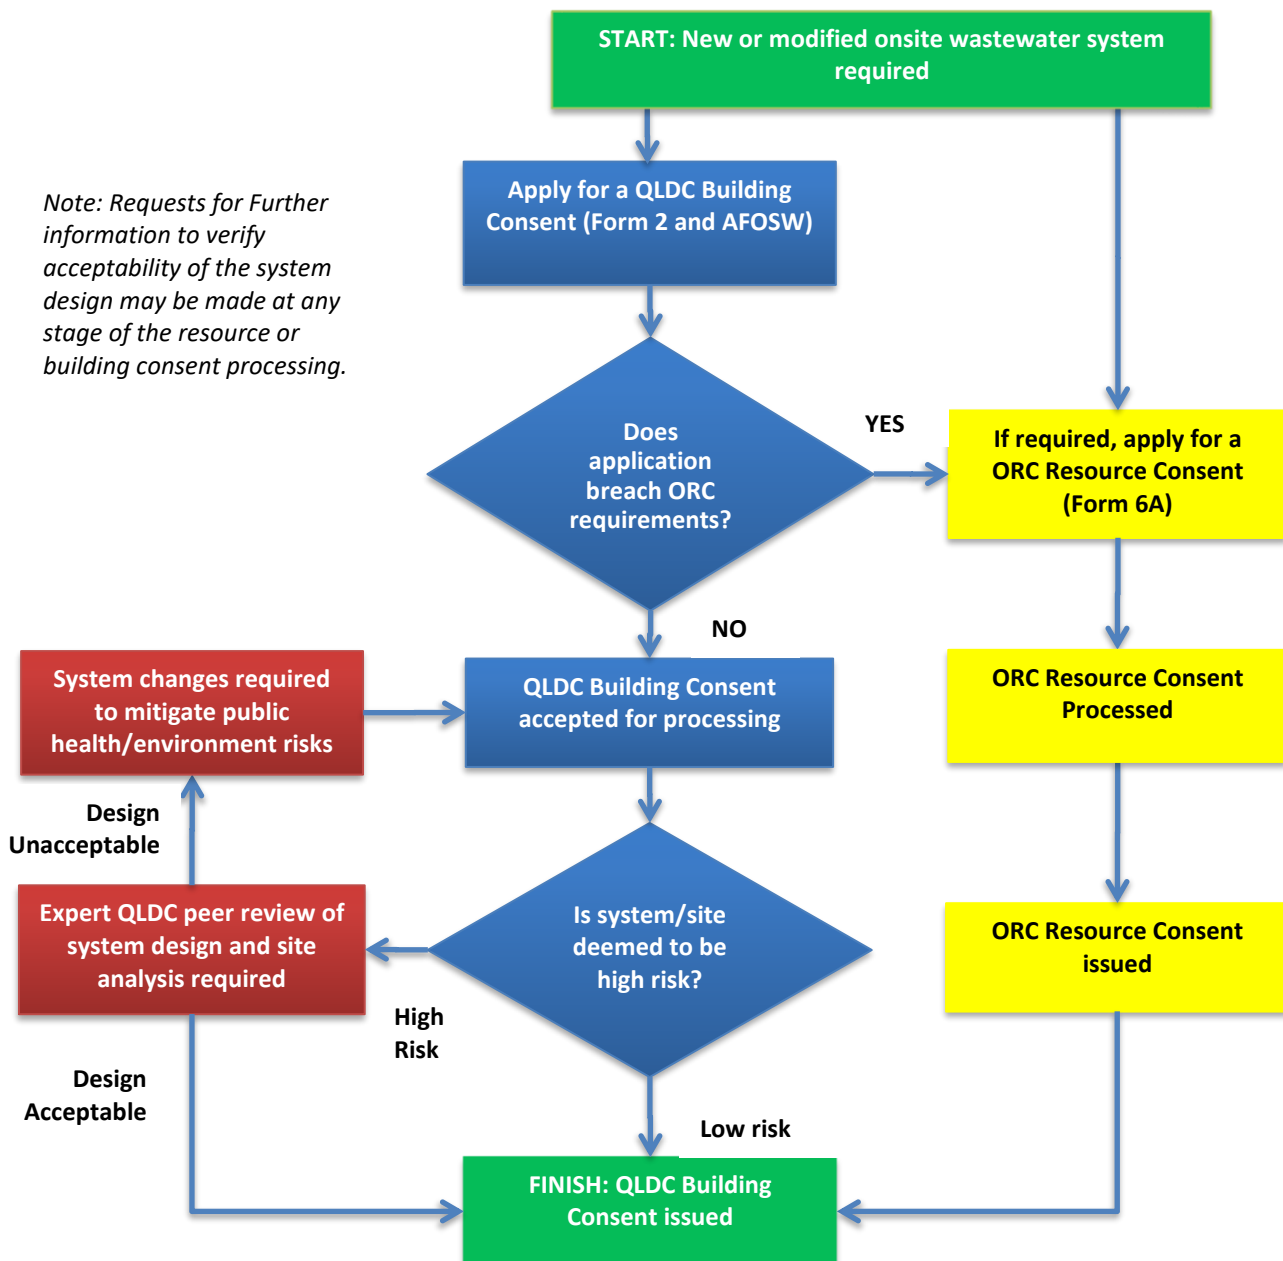 START: New or modified onsite wastewater system
required
Apply for a QLDC Building
Consent (Form 2 and AFOSW)
Note: Requests for Further
information to verify
acceptability of the system
design may be made at any
stage of the resource or
building consent processing.
Does
application
breach ORC
requirements?
YES
If required, apply for a
ORC Resource Consent
(Form 6A)
NO
System changes required
to mitigate public
health/environment risks
QLDC Building Consent
accepted for processing
ORC Resource Consent
Processed
Design
Unacceptable
Expert QLDC peer review of
system design and site
analysis required
Is system/site
deemed to be
high risk?
ORC Resource Consent
issued
High
Risk
Design
Acceptable
Low risk
FINISH: QLDC Building
Consent issued